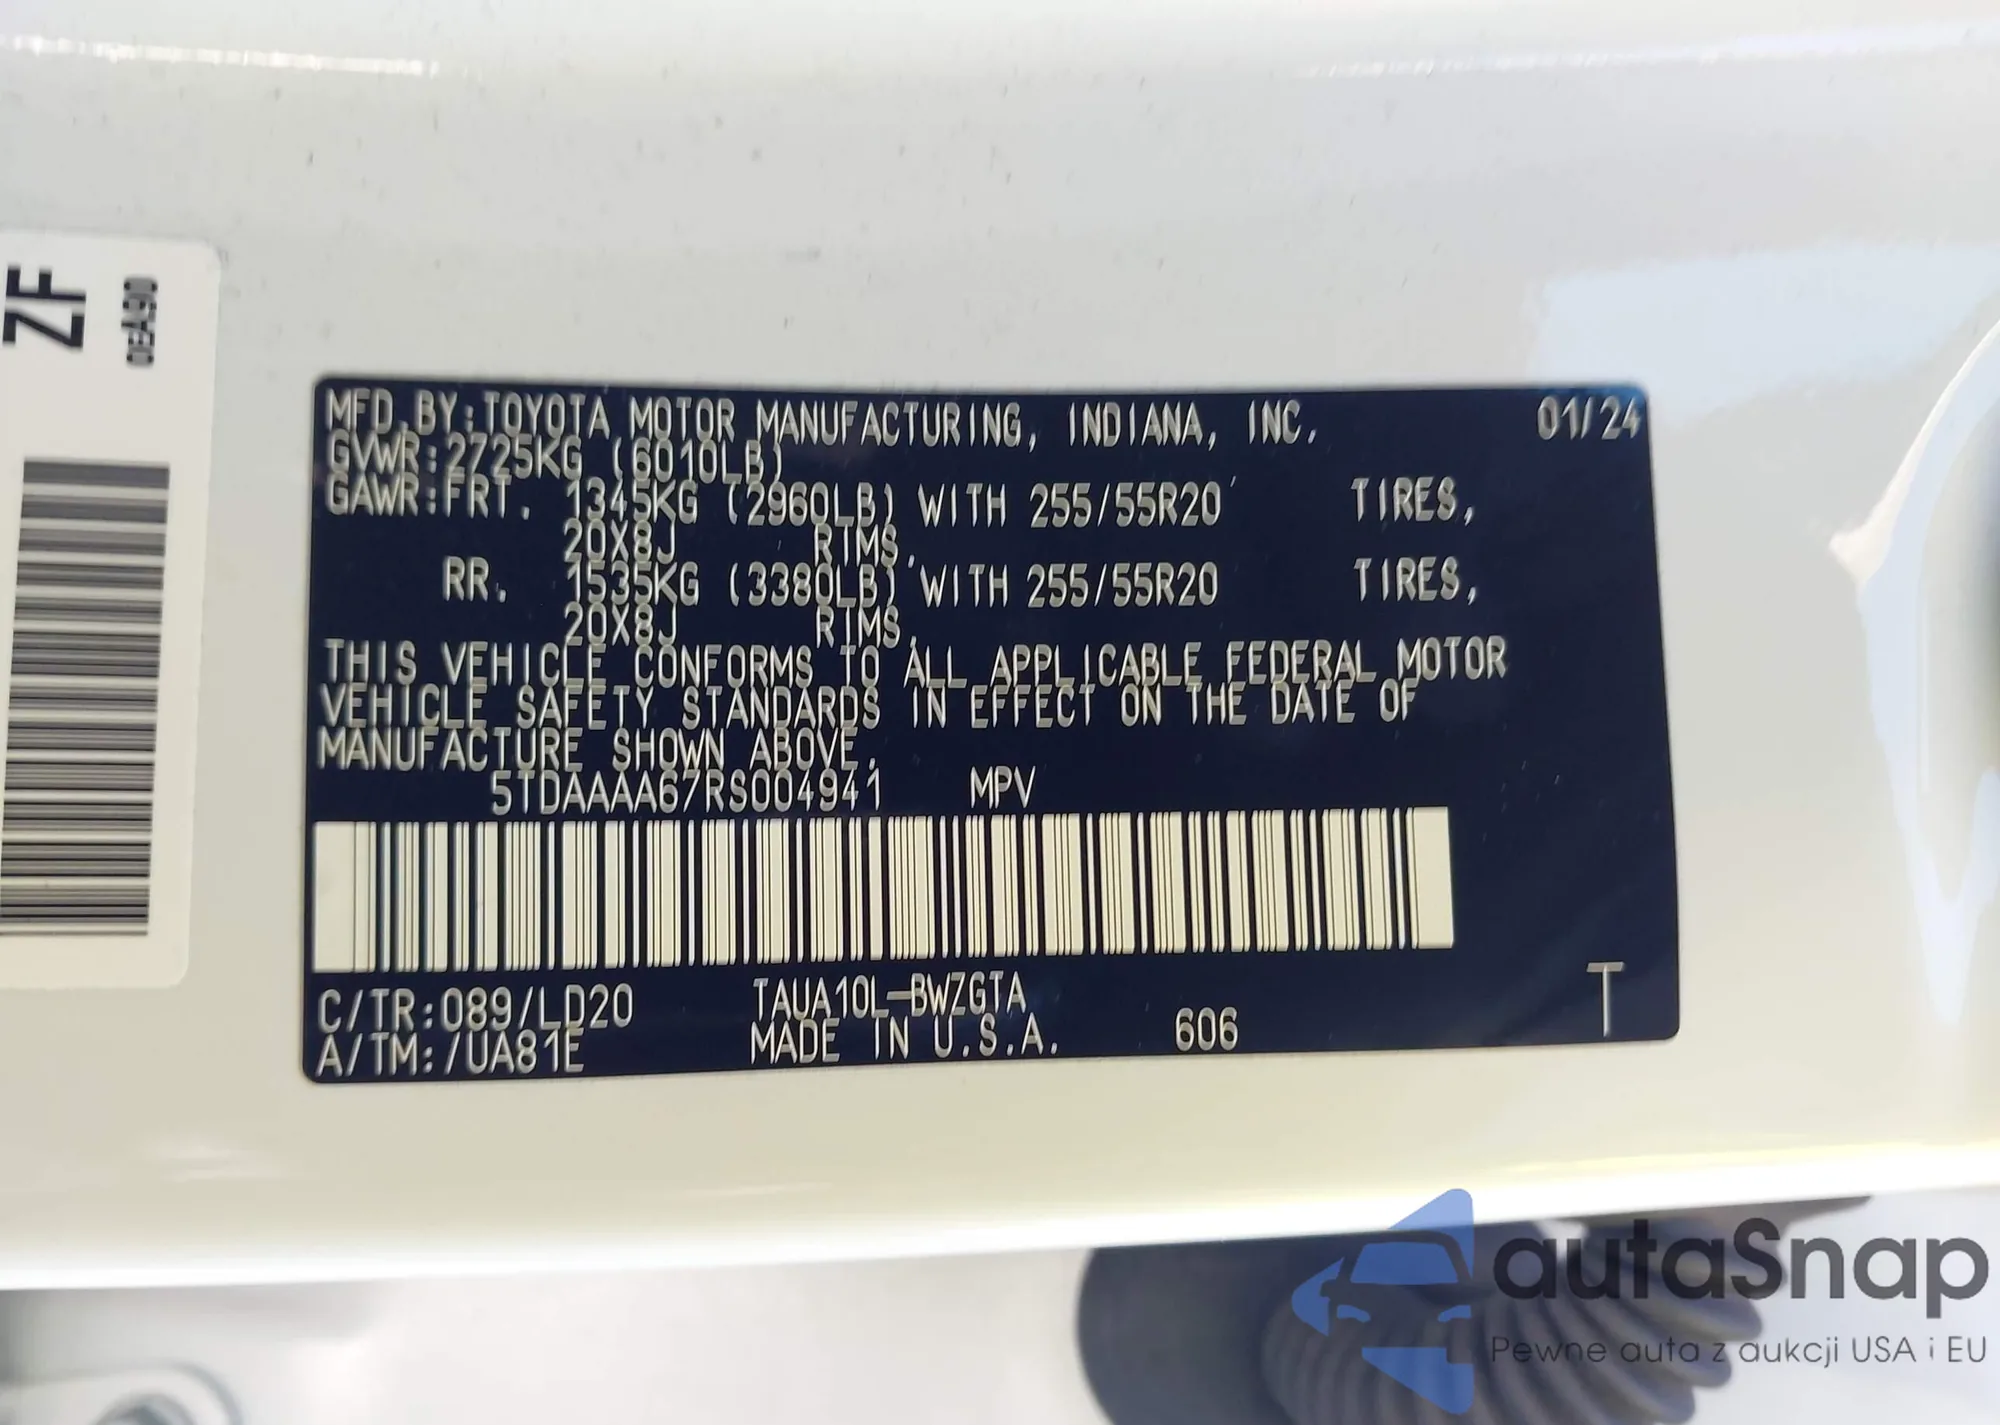 ZF
0EA90
MFD.BY:TOYOTA MOTOR MANUFACTURING, INDIANA, INC. 01/24
GVWR:2725KG (6010LB)
GAWR:FRT. 1345KG (2960LB) WITH 255/55R20 TIRES,
20X8J RIMS,
RR. 1535KG (3380LB) WITH 255/55R20 TIRES,
20X8J RIMS.
THIS VEHICLE CONFORMS TO ALL APPLICABLE FEDERAL MOTOR
VEHICLE SAFETY STANDARDS IN EFFECT ON THE DATE OF
MANUFACTURE SHOWN ABOVE.
5TDAAAA67RS004941 MPV
C/TR:089/LD20 TAUA10L-BWZGTA
A/TM:/UA81E MADE IN U.S.A. 606 T
autaSnap
Pewne auta z aukcji USA i EU